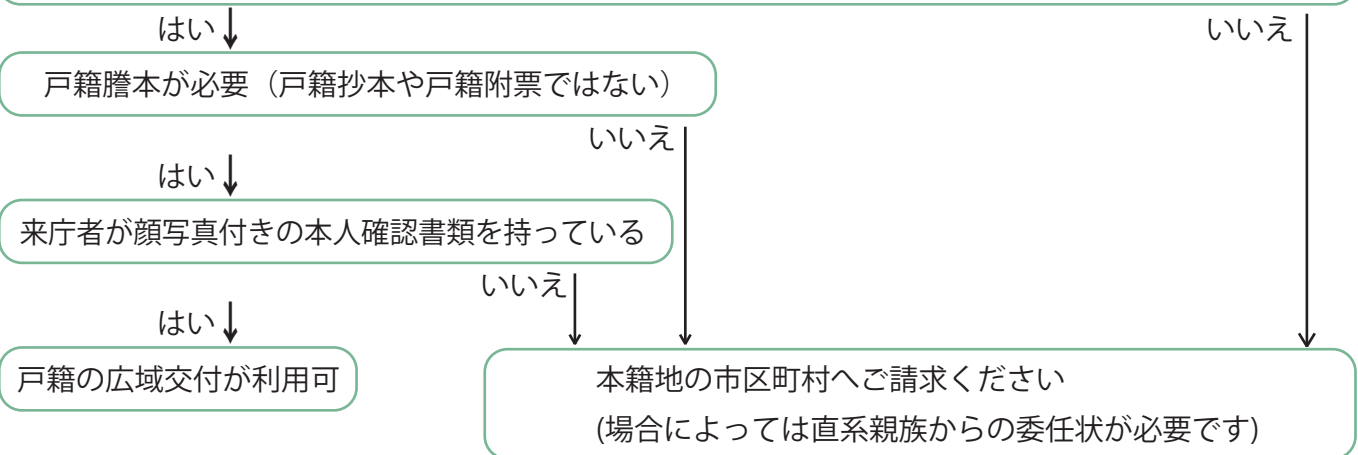 はい
いいえ
戸籍謄本が必要（戸籍抄本や戸籍附票ではない）
いいえ
はい
来庁者が顔写真付きの本人確認書類を持っている
いいえ
はい
戸籍の広域交付が利用可
本籍地の市区町村へご請求ください
(場合によっては直系親族からの委任状が必要です)